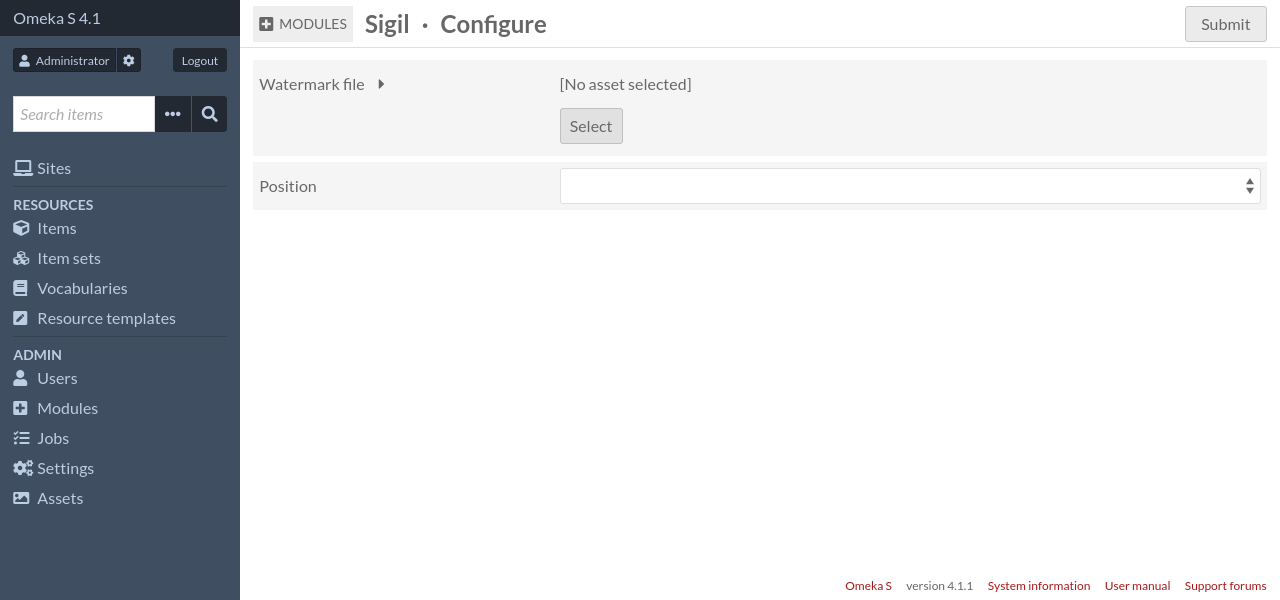 Omeka S 4.1
Administrator
Logout
Search items
Sites
RESOURCES
Items
Item sets
Vocabularies
Resource templates
ADMIN
Users
Modules
Jobs
Settings
Assets
MODULES Sigil · Configure
Submit
Watermark file
[No asset selected]
Select
Position
Omeka S version 4.1.1 System information User manual Support forums